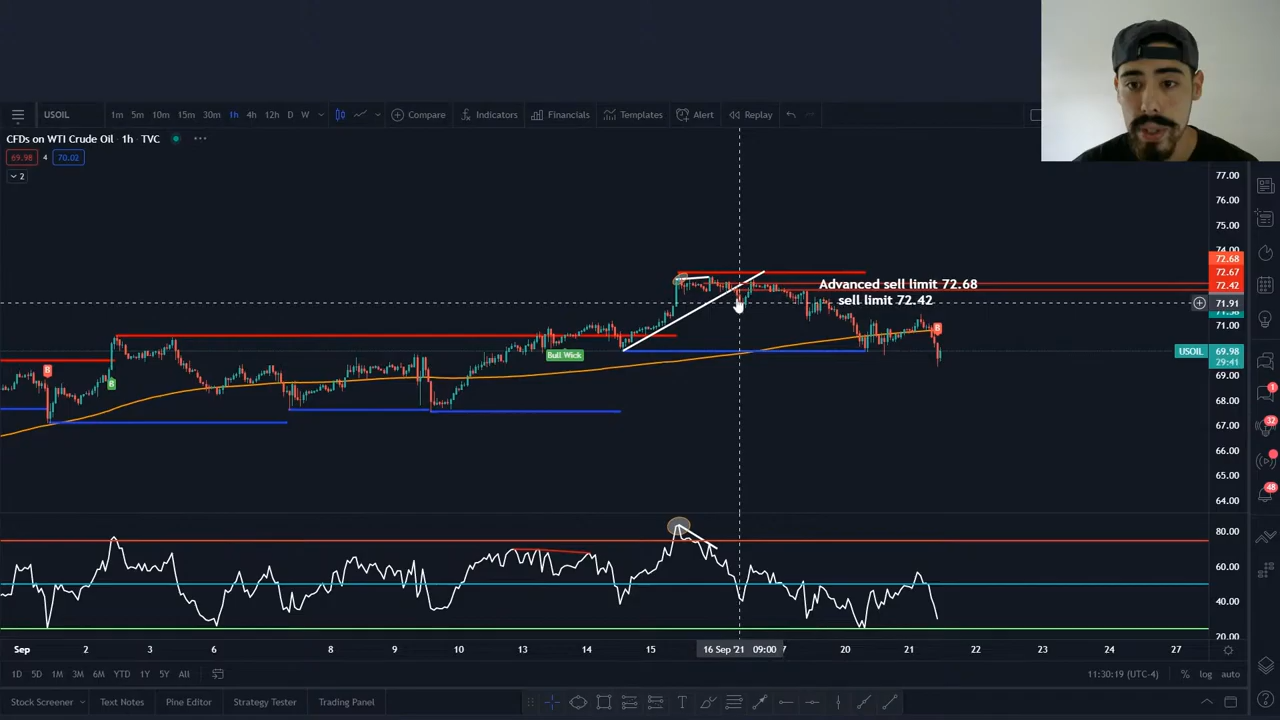 USOIL 1m 5m 10m 15m 30m 1h 4h 12h D W Compare Indicators Financials Templates Alert Replay
CFDs on WTI Crude Oil 1h TVC
69.98 4 70.02
2
77.00
76.00
75.00
74.00
72.68
72.67
72.42
71.91
71.00
USOIL 69.98
29:41
69.00
68.00
67.00
66.00
65.00
64.00
Advanced sell limit 72.68
sell limit 72.42
B
B
B
Bull Wick
80.00
60.00
40.00
20.00
Sep 2 3 6 7 8 9 10 13 14 15 16 Sep '21 09:00 7 20 21 22 23 24 27
1D 5D 1M 3M 6M YTD 1Y 5Y All 11:30:19 (UTC-4) % log auto
Stock Screener Text Notes Pine Editor Strategy Tester Trading Panel
1
32
48